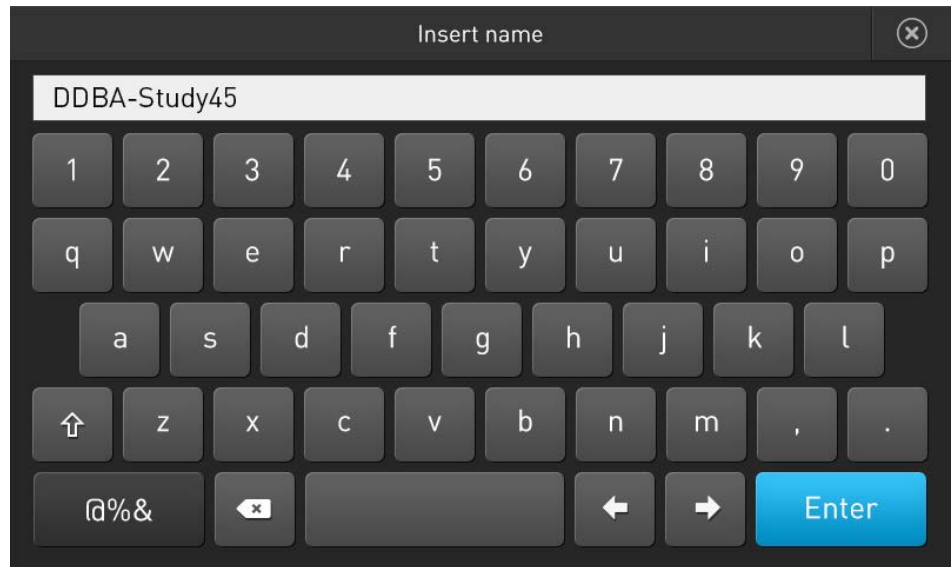 Insert name
DDBA-Study45
1 2 3 4 5 6 7 8 9 0
q w e r t y u i o p
a s d f g h j k l
z x c v b n m , .
@%& Enter